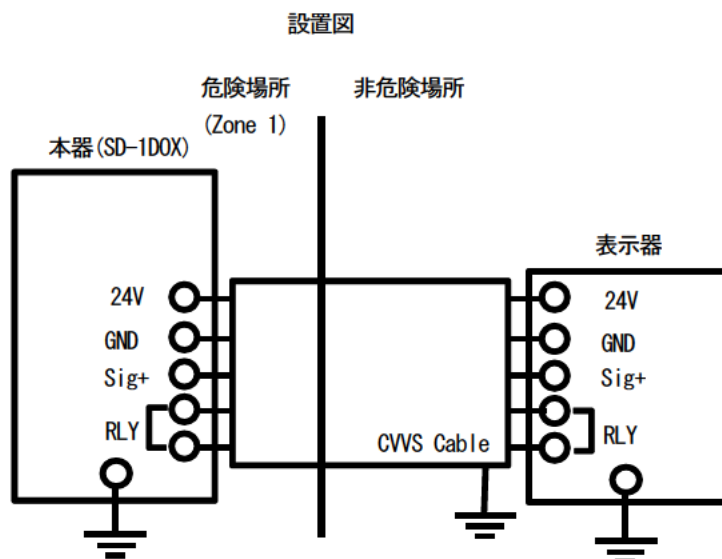 設置図
危険場所
(Zone 1)
非危険場所
本器(SD-1DOX)
表示器
24V
GND
Sig+
RLY
CVVS Cable
24V
GND
Sig+
RLY